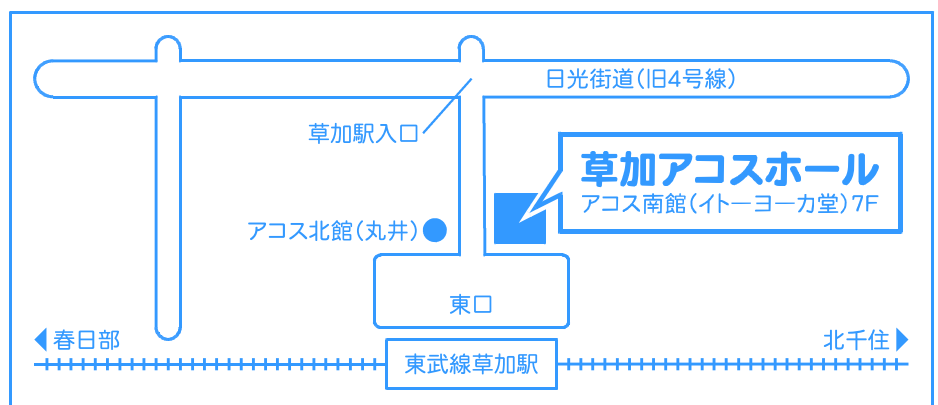 日光街道(旧4号線)
草加駅入口
草加アコスホール
アコス南館(イトーヨーカ堂)7F
アコス北館(丸井)
東口
春日部
北千住
東武線草加駅